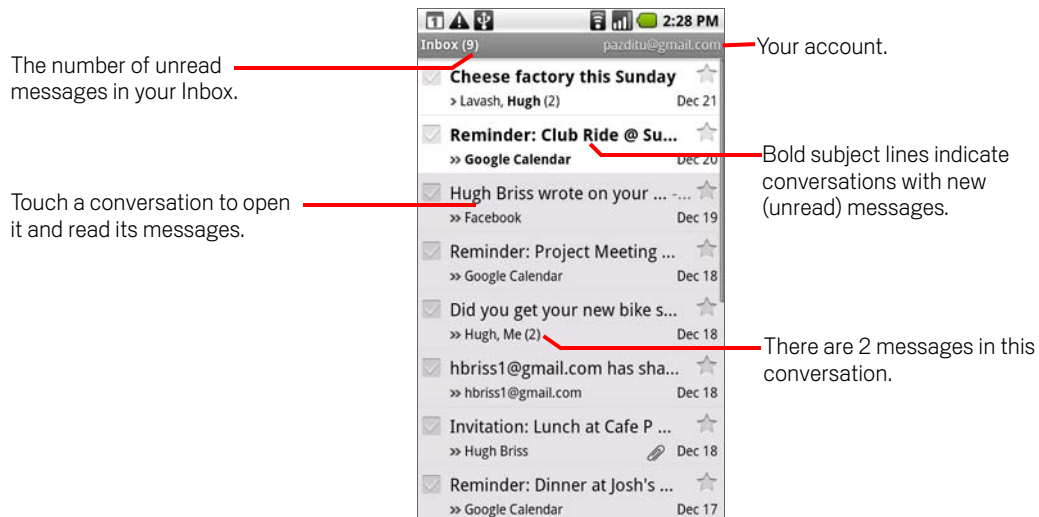 1 2:28 PM
Inbox (9) pazditu@gmail.com
Your account.
The number of unread
messages in your Inbox.
Cheese factory this Sunday
› Lavash, Hugh (2) Dec 21
Reminder: Club Ride @ Su...
» Google Calendar Dec 20
Bold subject lines indicate
conversations with new
(unread) messages.
Touch a conversation to open
it and read its messages.
Hugh Briss wrote on your ... -...
» Facebook Dec 19
Reminder: Project Meeting ...
» Google Calendar Dec 18
Did you get your new bike s...
» Hugh, Me (2) Dec 18
There are 2 messages in this
conversation.
hbriss1@gmail.com has sha...
» hbriss1@gmail.com Dec 18
Invitation: Lunch at Cafe P ...
» Hugh Briss Dec 18
Reminder: Dinner at Josh's ...
» Google Calendar Dec 17